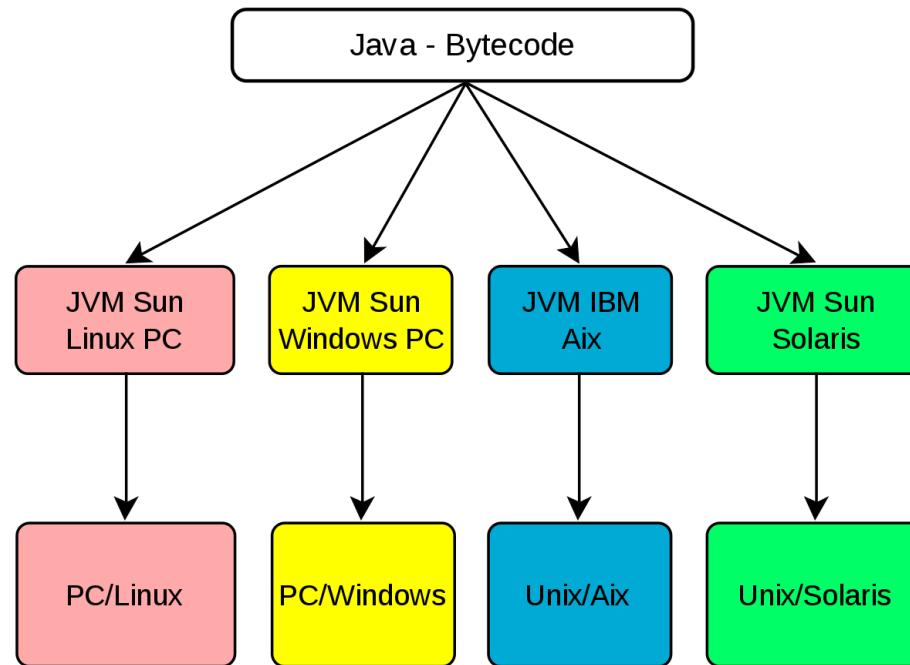 Java - Bytecode
JVM Sun
Linux PC
JVM Sun
Windows PC
JVM IBM
Aix
JVM Sun
Solaris
PC/Linux
PC/Windows
Unix/Aix
Unix/Solaris